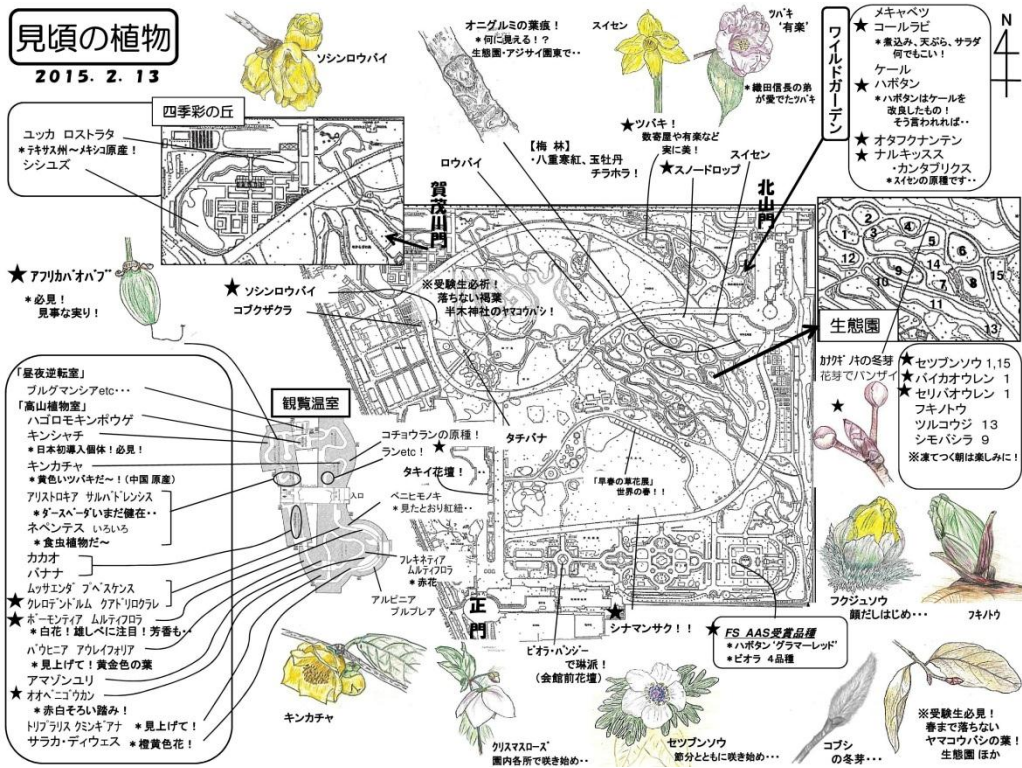 見頃の植物
2015. 2. 13
ソシンロウバイ
オニグルミの葉痕！
＊何に見える！？
生態園・アジサイ園東で・・
スイセン
ツバキ
'有楽'
＊織田信長の弟
が愛でたツバキ
ワイルドガーデン
メキャベツ
★コールラビ
＊煮込み、天ぷら、サラダ
何でもこい！
ケール
★ハボタン
＊ハボタンはケールを
改良したもの！
そう言われれば・・
★オタフクナンテン
★ナルキッスス
・カンタブリクス
＊スイセンの原種です・・
N
四季彩の丘
ユッカ　ロストラタ
＊テキサス州～メキシコ原産！
シシユズ
★ツバキ！
数寄屋や有楽など
実に美！
【梅 林】
・八重寒紅、玉牡丹
チラホラ！
ロウバイ
★スノードロップ
スイセン
賀茂川門
北山門
★アフリカバオバブ
＊必見！
見事な実り！
★ソシンロウバイ
コブクザクラ
※受験生必祈！
落ちない褐葉
半木神社のヤマコウバシ！
1
2
3
4
5
6
7
8
9
10
11
12
13
14
15
生態園
カナクギノキの冬芽
花芽でバンザイ
★
★セツブンソウ 1,15
★バイカオウレン 1
★セリバオウレン 1
フキノトウ
ツルコウジ 13
シモバシラ 9
※凍てつく朝は楽しみに！
「昼夜逆転室」
ブルグマンシアetc・・・
「高山植物室」
ハゴロモキンポウゲ
キンシャチ
＊日本初導入個体！必見！
キンカチャ
＊黄色いツバキだ～！（中国 原産）
アリストロキア サルバドレンシス
＊ダースベーダいまだ健在・・
ネペンテス いろいろ
＊食虫植物だ～
カカオ
バナナ
ムッサエンダ プベスケンス
★クレロデンドルム クアドリロクラレ
★ボーモンティア ムルティフロラ
＊白花！雄しべに注目！芳香も・・
バウヒニア アウレイフォリア
＊見上げて！黄金色の葉
アマゾンユリ
★オオベニゴウカン
＊赤白そろい踏み！
トリプラリス クミンギアナ ＊見上げて！
サラカ・ディウェス ＊橙黄色花！
観覧温室
入口
コチョウランの原種！
ランetc！★
タキイ花壇！
ベニヒモノキ
＊見たとおり紅紐・・
フレキネティア
ムルティフロラ
＊赤花
アルピニア
プルプレア
タチバナ
「早春の草花展」
世界の春！！
正門
ビオラ・パンジー
で琳派！
（会館前花壇）
★シナマンサク！！
★FS AAS受賞品種
＊ハボタン'グラマーレッド'
＊ビオラ 4品種
フクジュソウ
顔だしはじめ・・・
フキノトウ
キンカチャ
クリスマスローズ
園内各所で咲き始め・・
セツブンソウ
節分とともに咲き始め・・・
コブシ
の冬芽・・・
※受験生必見！
春まで落ちない
ヤマコウバシの葉！
生態園 ほか